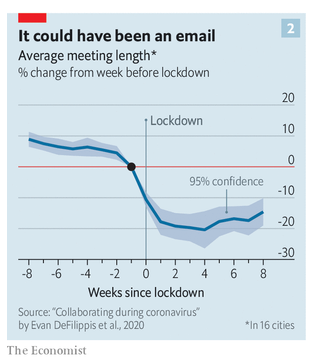 It could have been an email
2
Average meeting length*
% change from week before lockdown
20
Lockdown
10
0
95% confidence
-10
-20
-30
-8 -6 -4 -2 0 2 4 6 8
Weeks since lockdown
Source: "Collaborating during coronavirus"
by Evan DeFilippis et al., 2020
*In 16 cities
The Economist